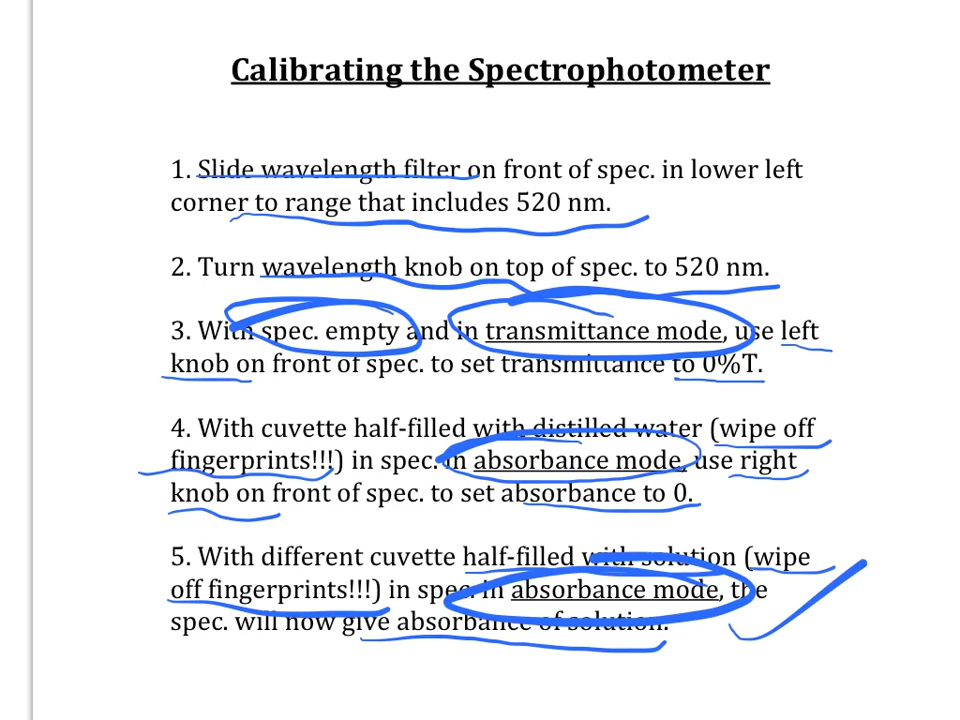 Calibrating the Spectrophotometer
1. Slide wavelength filter on front of spec. in lower left
corner to range that includes 520 nm.
2. Turn wavelength knob on top of spec. to 520 nm.
3. With spec. empty and in transmittance mode, use left
knob on front of spec. to set transmittance to 0%T.
4. With cuvette half-filled with distilled water (wipe off
fingerprints!!!) in spec. in absorbance mode, use right
knob on front of spec. to set absorbance to 0.
5. With different cuvette half-filled with solution (wipe
off fingerprints!!!) in spec. in absorbance mode, the
spec. will now give absorbance of solution.